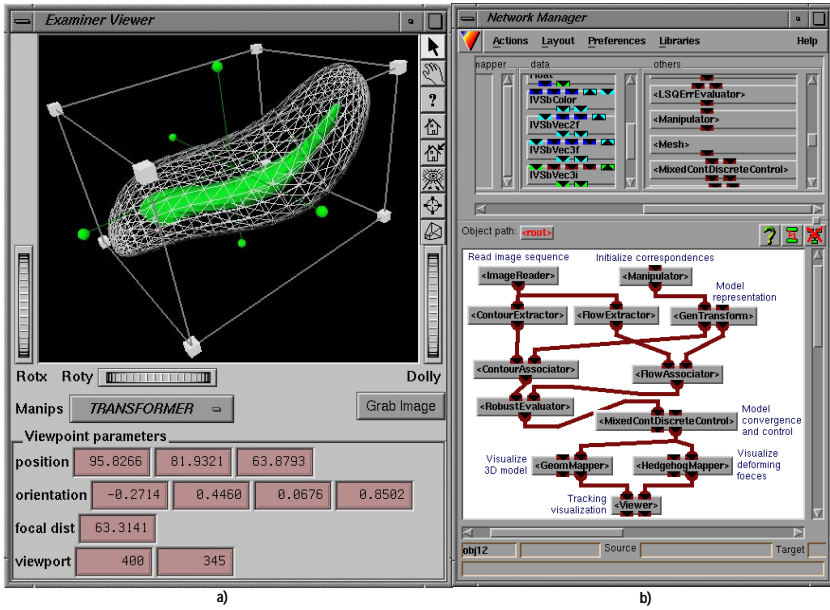 Examiner Viewer
?
Rotx Roty Dolly
Manips TRANSFORMER Grab Image
Viewpoint parameters
position 95.8266 81.9321 63.8793
orientation -0.2714 0.4460 0.0676 0.8502
focal dist 63.3141
viewport 400 345
a)
Network Manager
Actions Layout Preferences Libraries Help
mapper data others
Float
IVSbColor
IVSbVec2f
IVSbVec3f
IVSbVec3i
<LSQErrEvaluator>
<Manipulator>
<Mesh>
<MixedContDiscreteControl>
Object path: <root>
?
Read image sequence Initialize correspondences
<ImageReader> <Manipulator>
Model
representation
<ContourExtractor> <FlowExtractor> <GenTransform>
<ContourAssociator> <FlowAssociator>
<RobustEvaluator>
<MixedContDiscreteControl>
Model
convergence
and control
Visualize
3D model
<GeomMapper> <HedgehogMapper>
Visualize
deforming
foeces
Tracking
visualization
<Viewer>
obj12 Source Target
b)